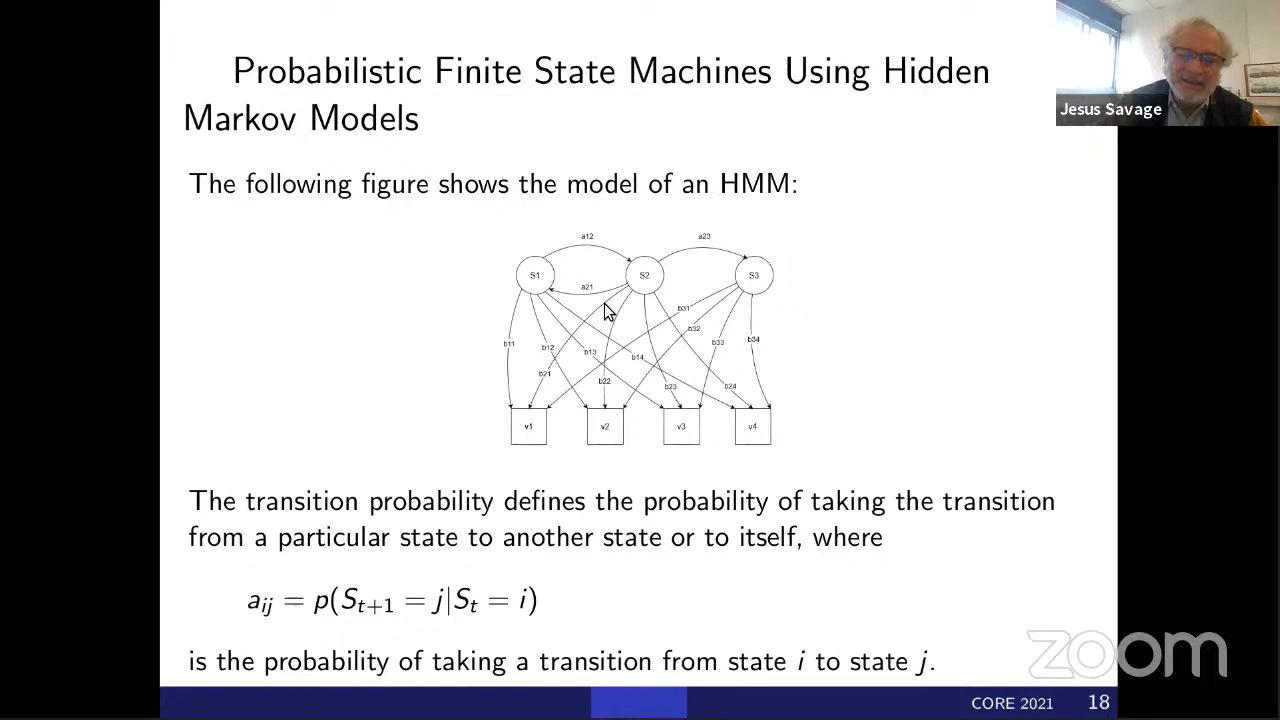 Probabilistic Finite State Machines Using Hidden
Markov Models
Jesus Savage
The following figure shows the model of an HMM:
a12
a23
S1
S2
S3
a21
b31
b32
b11
b12
b13
b14
b33
b34
b21
b22
b23
b24
v1
v2
v3
v4
The transition probability defines the probability of taking the transition
from a particular state to another state or to itself, where
a_{ij} = p(S_{t+1} = j|S_t = i)
is the probability of taking a transition from state i to state j.
zoom
CORE 2021 18